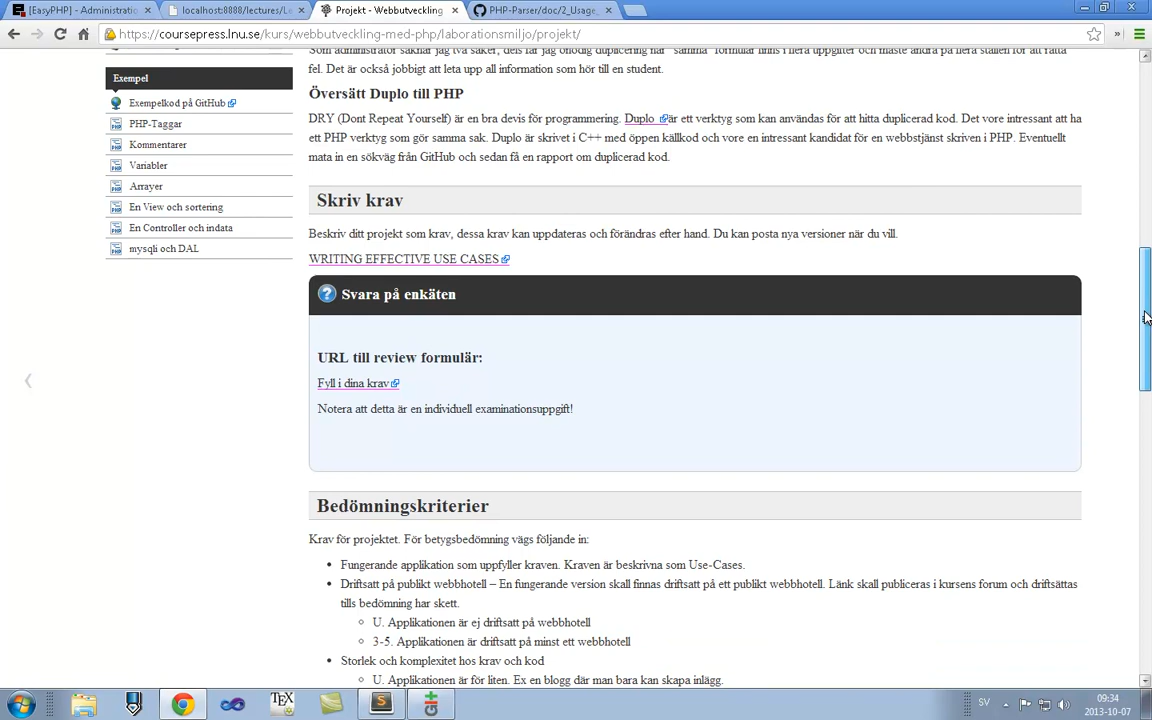 [EasyPHP] - Administratio
localhost:8888/lectures/Le
Projekt - Webbutveckling
PHP-Parser/doc/2_Usage_
https://coursepress.lnu.se/kurs/webbutveckling-med-php/laborationsmiljo/projekt/
Exempel
Exempelkod på GitHub
PHP-Taggar
Kommentarer
Variabler
Arrayer
En View och sortering
En Controller och indata
mysqli och DAL
Som administratör saknar jag två saker, dels får jag onödig duplicering när "samma" formulär finns i flera uppgifter och måste ändra på flera ställen för att rätta
fel. Det är också jobbigt att leta upp all information som hör till en student.
Översätt Duplo till PHP
DRY (Dont Repeat Yourself) är en bra devis för programmering. Duplo är ett verktyg som kan användas för att hitta duplicerad kod. Det vore intressant att ha
ett PHP verktyg som gör samma sak. Duplo är skrivet i C++ med öppen källkod och vore en intressant kandidat för en webbstjänst skriven i PHP. Eventuellt
mata in en sökväg från GitHub och sedan få en rapport om duplicerad kod.
Skriv krav
Beskriv ditt projekt som krav, dessa krav kan uppdateras och förändras efter hand. Du kan posta nya versioner när du vill.
WRITING EFFECTIVE USE CASES
Svara på enkäten
URL till review formulär:
Fyll i dina krav
Notera att detta är en individuell examinationsuppgift!
Bedömningskriterier
Krav för projektet. För betygsbedömning vägs följande in:
Fungerande applikation som uppfyller kraven. Kraven är beskrivna som Use-Cases.
Driftsatt på publikt webbhotell – En fungerande version skall finnas driftsatt på ett publikt webbhotell. Länk skall publiceras i kursens forum och driftsättas
tills bedömning har skett.
U. Applikationen är ej driftsatt på webbhotell
3-5. Applikationen är driftsatt på minst ett webbhotell
Storlek och komplexitet hos krav och kod
U. Applikationen är för liten. Ex en blogg där man bara kan skapa inlägg.
SV
09:34
2013-10-07